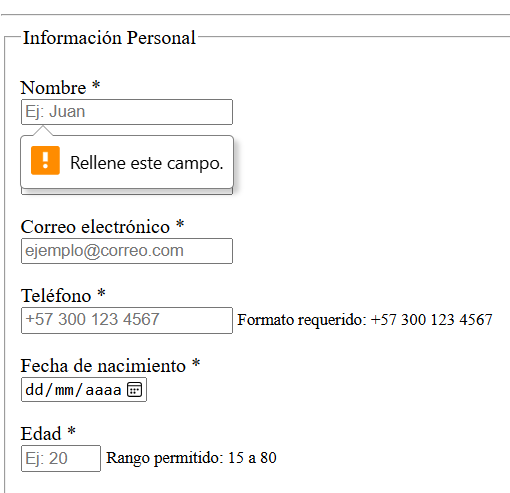 Información Personal
Nombre *
Ej: Juan
Rellene este campo.
Correo electrónico *
ejemplo@correo.com
Teléfono *
+57 300 123 4567 Formato requerido: +57 300 123 4567
Fecha de nacimiento *
dd/mm/aaaa
Edad *
Ej: 20 Rango permitido: 15 a 80